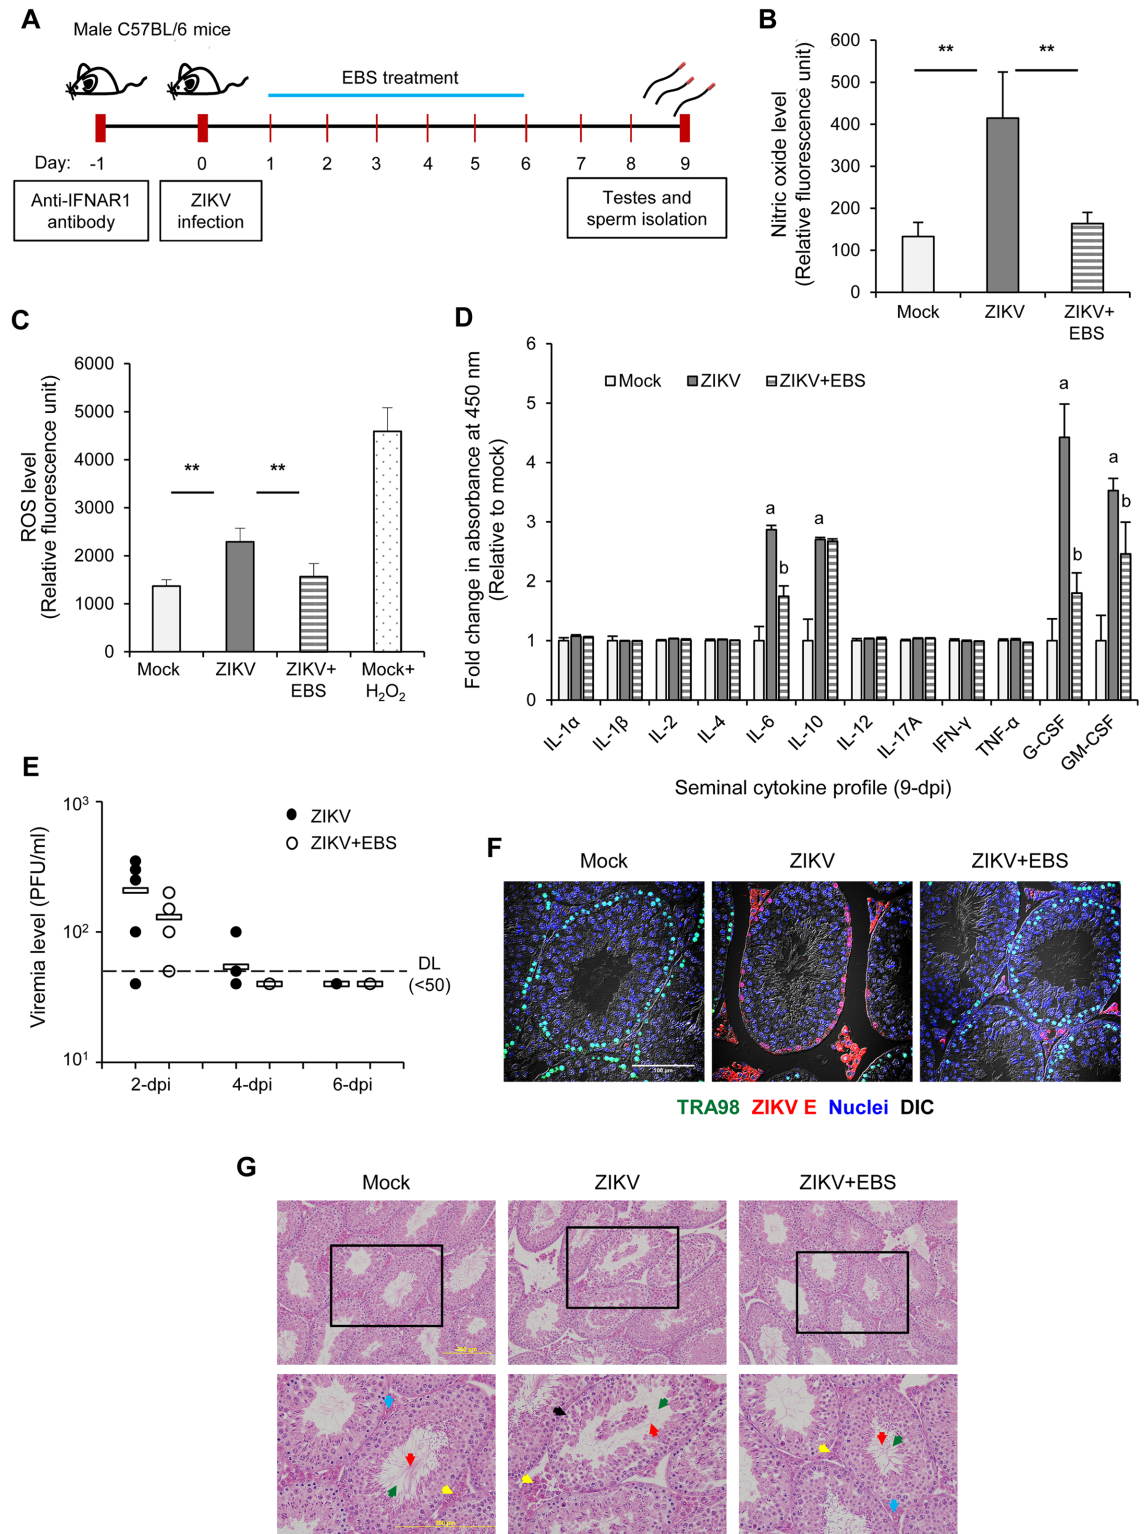 A
Male C57BL/6 mice
EBS treatment
Day: -1 0 1 2 3 4 5 6 7 8 9
Anti-IFNAR1
antibody
ZIKV
infection
Testes and
sperm isolation
B
Nitric oxide level
(Relative fluorescence unit)
600
500
400
300
200
100
0
** **
Mock ZIKV ZIKV+
EBS
C
ROS level
(Relative fluorescence unit)
6000
5000
4000
3000
2000
1000
0
** **
Mock ZIKV ZIKV+ Mock+
EBS H₂O₂
D
Fold change in absorbance at 450 nm
(Relative to mock)
6
5
4
3
2
1
0
Mock ZIKV ZIKV+EBS
a b a a b a b
IL-1α IL-1β IL-2 IL-4 IL-6 IL-10 IL-12 IL-17A IFN-γ TNF-α G-CSF GM-CSF
Seminal cytokine profile (9-dpi)
E
Viremia level (PFU/ml)
10³
10²
10¹
ZIKV
ZIKV+EBS
DL
(<50)
2-dpi 4-dpi 6-dpi
F
Mock ZIKV ZIKV+EBS
100 µm
TRA98 ZIKV E Nuclei DIC
G
Mock ZIKV ZIKV+EBS